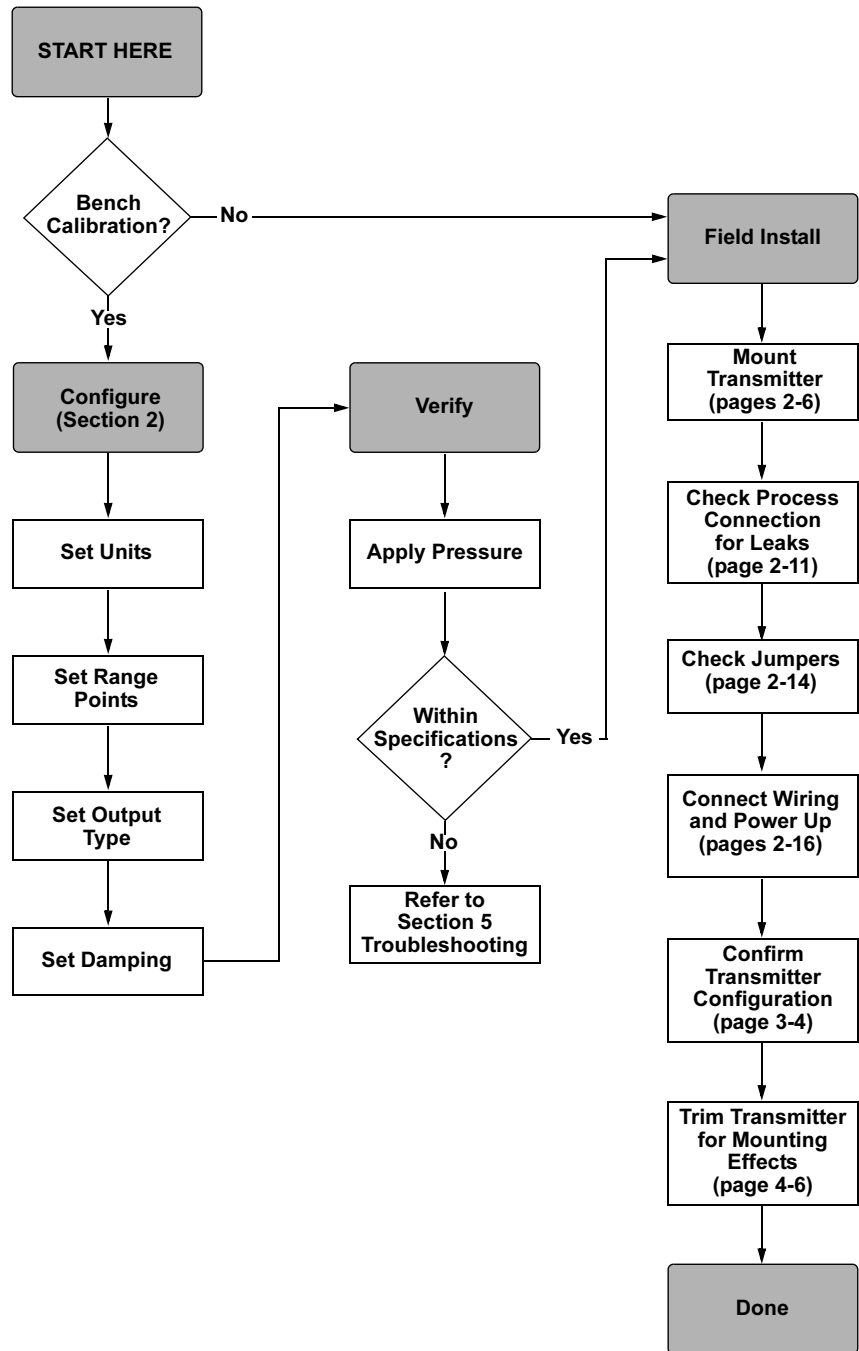 START HERE
Bench
Calibration?
No
Yes
Configure
(Section 2)
Set Units
Set Range
Points
Set Output
Type
Set Damping
Verify
Apply Pressure
Within
Specifications
?
Yes
No
Refer to
Section 5
Troubleshooting
Field Install
Mount
Transmitter
(pages 2-6)
Check Process
Connection
for Leaks
(page 2-11)
Check Jumpers
(page 2-14)
Connect Wiring
and Power Up
(pages 2-16)
Confirm
Transmitter
Configuration
(page 3-4)
Trim Transmitter
for Mounting
Effects
(page 4-6)
Done